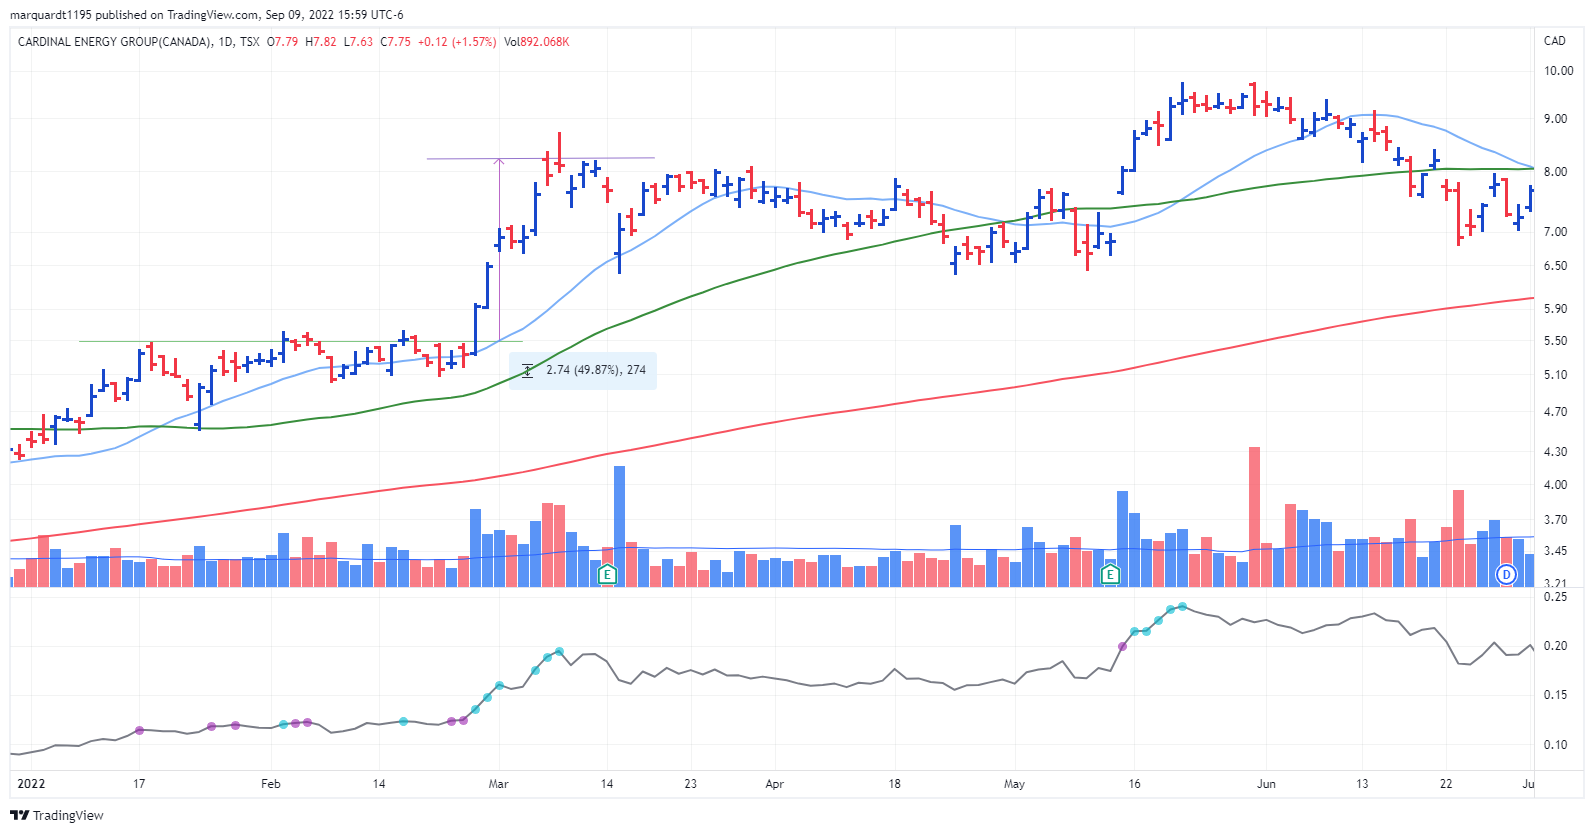 marquardt1195 published on TradingView.com, Sep 09, 2022 15:59 UTC-6
CARDINAL ENERGY GROUP(CANADA), 1D, TSX O7.79 H7.82 L7.63 C7.75 +0.12 (+1.57%) Vol892.068K
CAD
10.00
9.00
8.00
7.00
6.50
5.90
5.50
2.74 (49.87%), 274
5.10
4.70
4.30
4.00
3.70
3.45
E
E
D
3.21
0.25
0.20
0.15
0.10
2022 17 Feb 14 Mar 14 23 Apr 18 May 16 Jun 13 22 Ju
TradingView